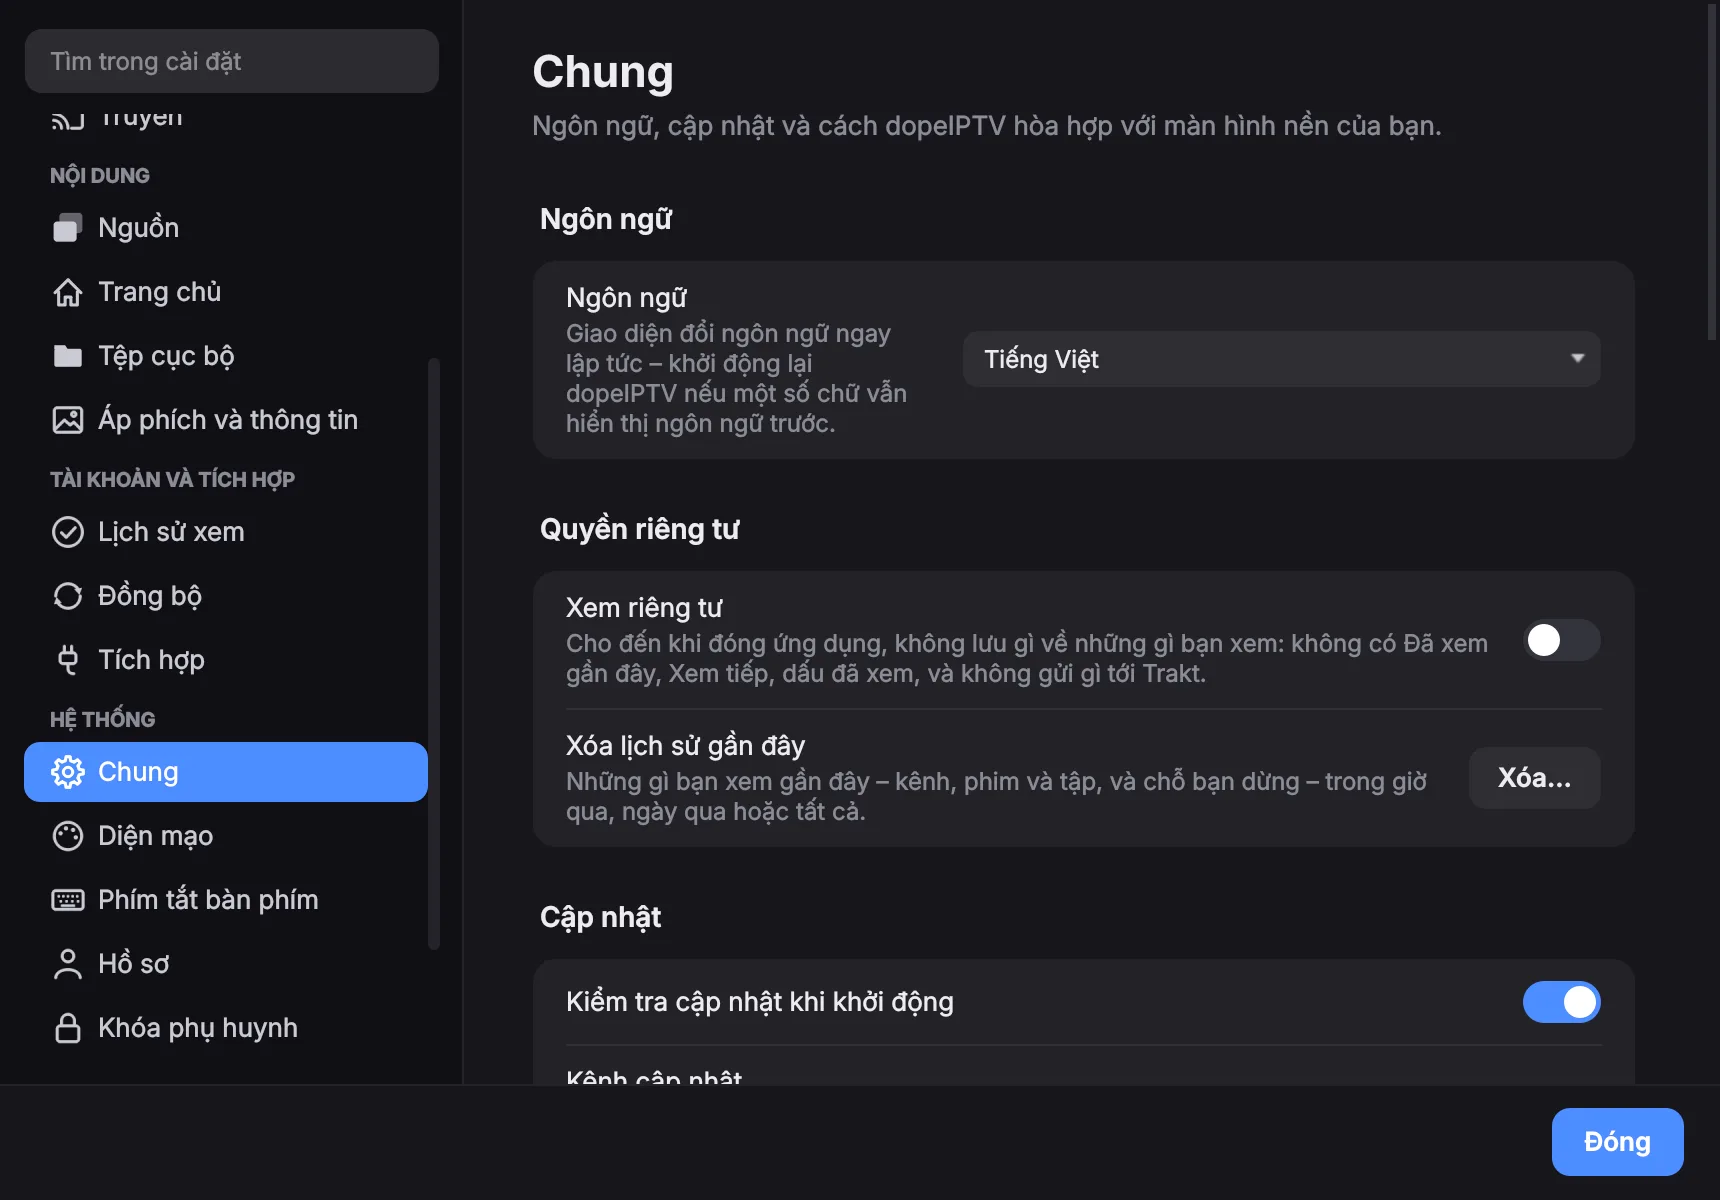 Tìm trong cài đặt
Truyền
NỘI DUNG
Nguồn
Trang chủ
Tệp cục bộ
Áp phích và thông tin
TÀI KHOẢN VÀ TÍCH HỢP
Lịch sử xem
Đồng bộ
Tích hợp
HỆ THỐNG
Chung
Diện mạo
Phím tắt bàn phím
Hồ sơ
Khóa phụ huynh
Chung
Ngôn ngữ, cập nhật và cách dopeIPTV hòa hợp với màn hình nền của bạn.
Ngôn ngữ
Ngôn ngữ
Giao diện đổi ngôn ngữ ngay
lập tức – khởi động lại
dopeIPTV nếu một số chữ vẫn
hiển thị ngôn ngữ trước.
Tiếng Việt
Quyền riêng tư
Xem riêng tư
Cho đến khi đóng ứng dụng, không lưu gì về những gì bạn xem: không có Đã xem
gần đây, Xem tiếp, dấu đã xem, và không gửi gì tới Trakt.
Xóa lịch sử gần đây
Những gì bạn xem gần đây – kênh, phim và tập, và chỗ bạn dừng – trong giờ
qua, ngày qua hoặc tất cả.
Xóa...
Cập nhật
Kiểm tra cập nhật khi khởi động
Kênh cập nhật
Đóng